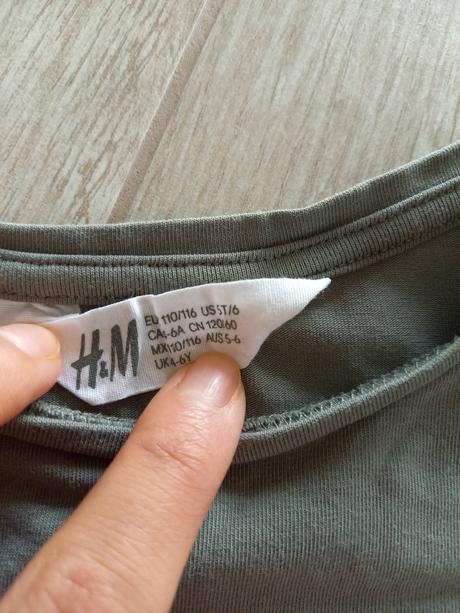 H&M
EU 110/116 US 5T/6
CA 4-6A CN 120/60
MX 110/116 AUS 5-6
UK 4-6Y